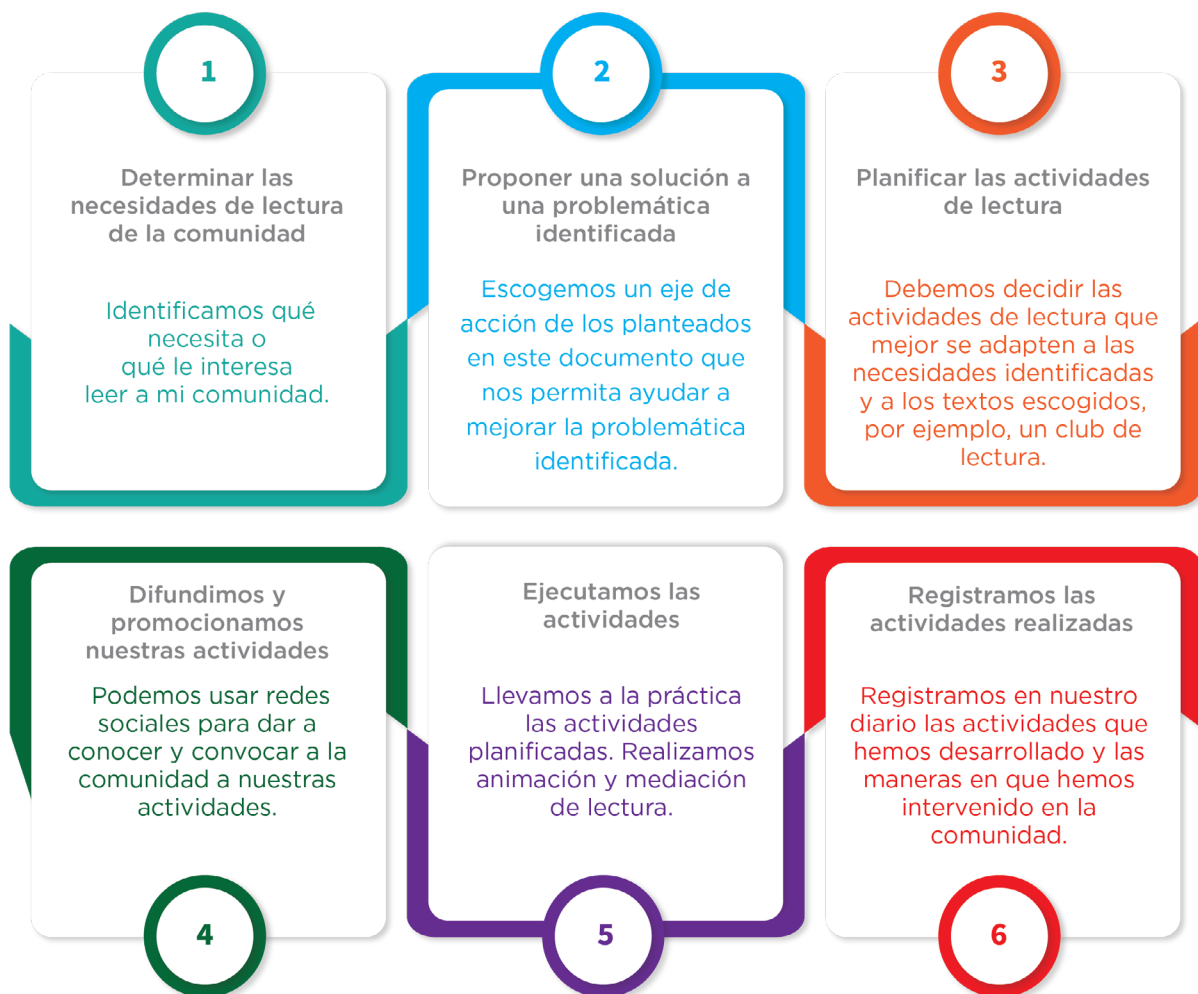 1
Determinar las
necesidades de lectura
de la comunidad
Identificamos qué
necesita o
qué le interesa
leer a mi comunidad.
2
Proponer una solución a
una problemática
identificada
Escogemos un eje de
acción de los planteados
en este documento que
nos permita ayudar a
mejorar la problemática
identificada.
3
Planificar las actividades
de lectura
Debemos decidir las
actividades de lectura que
mejor se adapten a las
necesidades identificadas
y a los textos escogidos,
por ejemplo, un club de
lectura.
Difundimos y
promocionamos
nuestras actividades
Podemos usar redes
sociales para dar a
conocer y convocar a la
comunidad a nuestras
actividades.
4
Ejecutamos las
actividades
Llevamos a la práctica
las actividades
planificadas. Realizamos
animación y mediación
de lectura.
5
Registramos las
actividades realizadas
Registramos en nuestro
diario las actividades que
hemos desarrollado y las
maneras en que hemos
intervenido en la
comunidad.
6